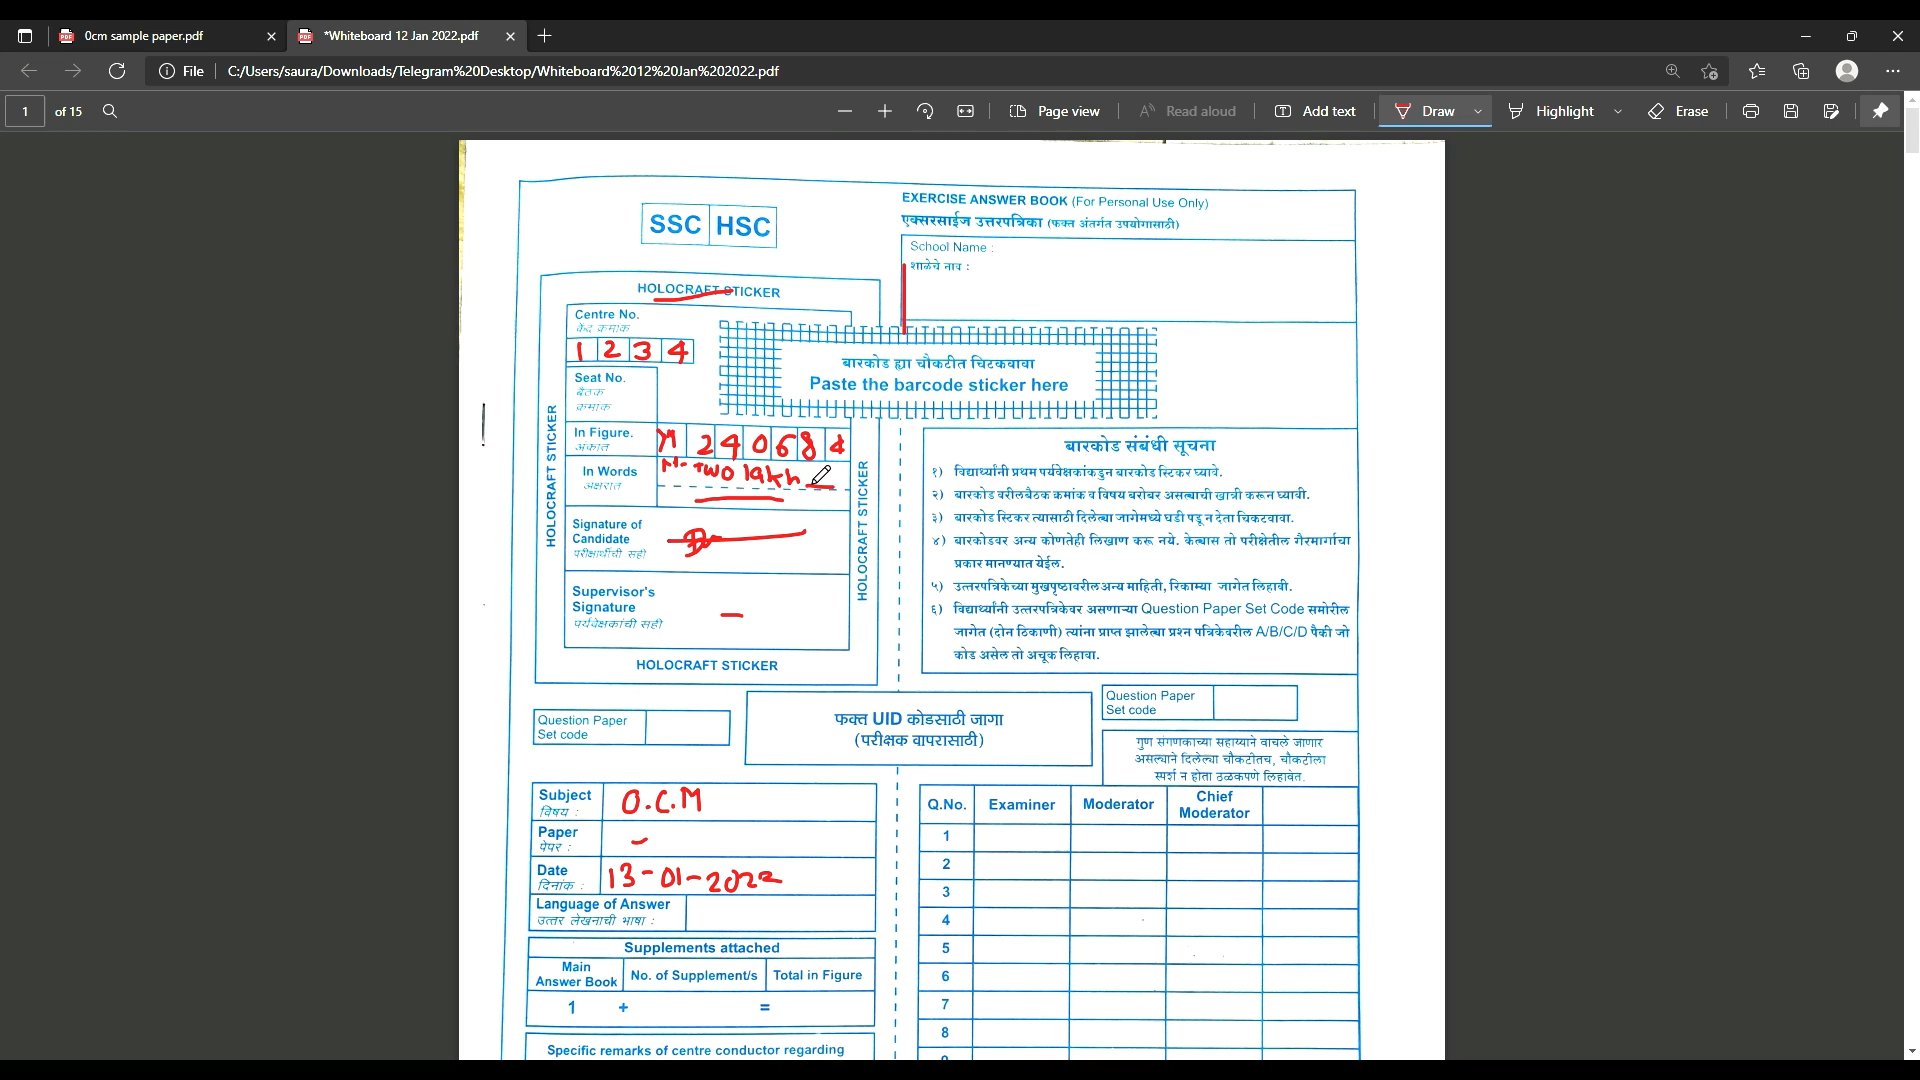 0cm sample paper.pdf
*Whiteboard 12 Jan 2022.pdf
File
C:/Users/saura/Downloads/Telegram%20Desktop/Whiteboard%2012%20Jan%202022.pdf
1 of 15
Page view
Read aloud
Add text
Draw
Highlight
Erase
SSC HSC
EXERCISE ANSWER BOOK (For Personal Use Only)
एक्सरसाईज उत्तरपत्रिका (फक्त अंतर्गत उपयोगासाठी)
School Name :
शाळेचे नाव :
HOLOCRAFT STICKER
Centre No.
केंद्र क्रमांक
1 2 3 4
Seat No.
बैठक
क्रमांक
बारकोड ह्या चौकटीत चिटकवावा
Paste the barcode sticker here
In Figure.
अंकात
M 2 4 0 6 8 4
In Words
अक्षरात
M- Two lakh
HOLOCRAFT STICKER
HOLOCRAFT STICKER
Signature of
Candidate
परीक्षार्थीची सही
Supervisor's
Signature
पर्यवेक्षकांची सही
HOLOCRAFT STICKER
बारकोड संबंधी सूचना
१) विद्यार्थ्यांनी प्रथम पर्यवेक्षकांकडुन बारकोड स्टिकर घ्यावे.
२) बारकोड वरील बैठक क्रमांक व विषय बरोबर असल्याची खात्री करून घ्यावी.
३) बारकोड स्टिकर त्यासाठी दिलेल्या जागेमध्ये घडी पडू न देता चिकटवावा.
४) बारकोडवर अन्य कोणतेही लिखाण करू नये. केल्यास तो परीक्षेतील गैरमार्गाचा
प्रकार मानण्यात येईल.
५) उत्तरपत्रिकेच्या मुखपृष्ठावरील अन्य माहिती, रिकाम्या जागेत लिहावी.
६) विद्यार्थ्यांनी उत्तरपत्रिकेवर असणाऱ्या Question Paper Set Code समोरील
जागेत (दोन ठिकाणी) त्यांना प्राप्त झालेल्या प्रश्न पत्रिकेवरील A/B/C/D पैकी जो
कोड असेल तो अचूक लिहावा.
Question Paper
Set code
फक्त UID कोडसाठी जागा
(परीक्षक वापरासाठी)
Question Paper
Set code
गुण संगणकाच्या सहाय्याने वाचले जाणार
असल्याने दिलेल्या चौकटीतच, चौकटीला
स्पर्श न होता ठळकपणे लिहावेत.
Subject
विषय :
O.C.M
Paper
पेपर :
-
Date
दिनांक :
13-01-2022
Language of Answer
उत्तर लेखनाची भाषा :
Supplements attached
Main
Answer Book
No. of Supplement/s
Total in Figure
1 + =
Specific remarks of centre conductor regarding
Q.No. Examiner Moderator Chief
Moderator
1
2
3
4
5
6
7
8